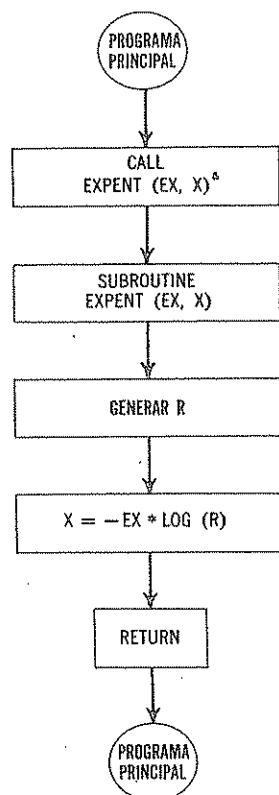 PROGRAMA
PRINCIPAL
CALL
EXPENT (EX, X)ª
SUBROUTINE
EXPENT (EX, X)
GENERAR R
X = −EX * LOG (R)
RETURN
PROGRAMA
PRINCIPAL